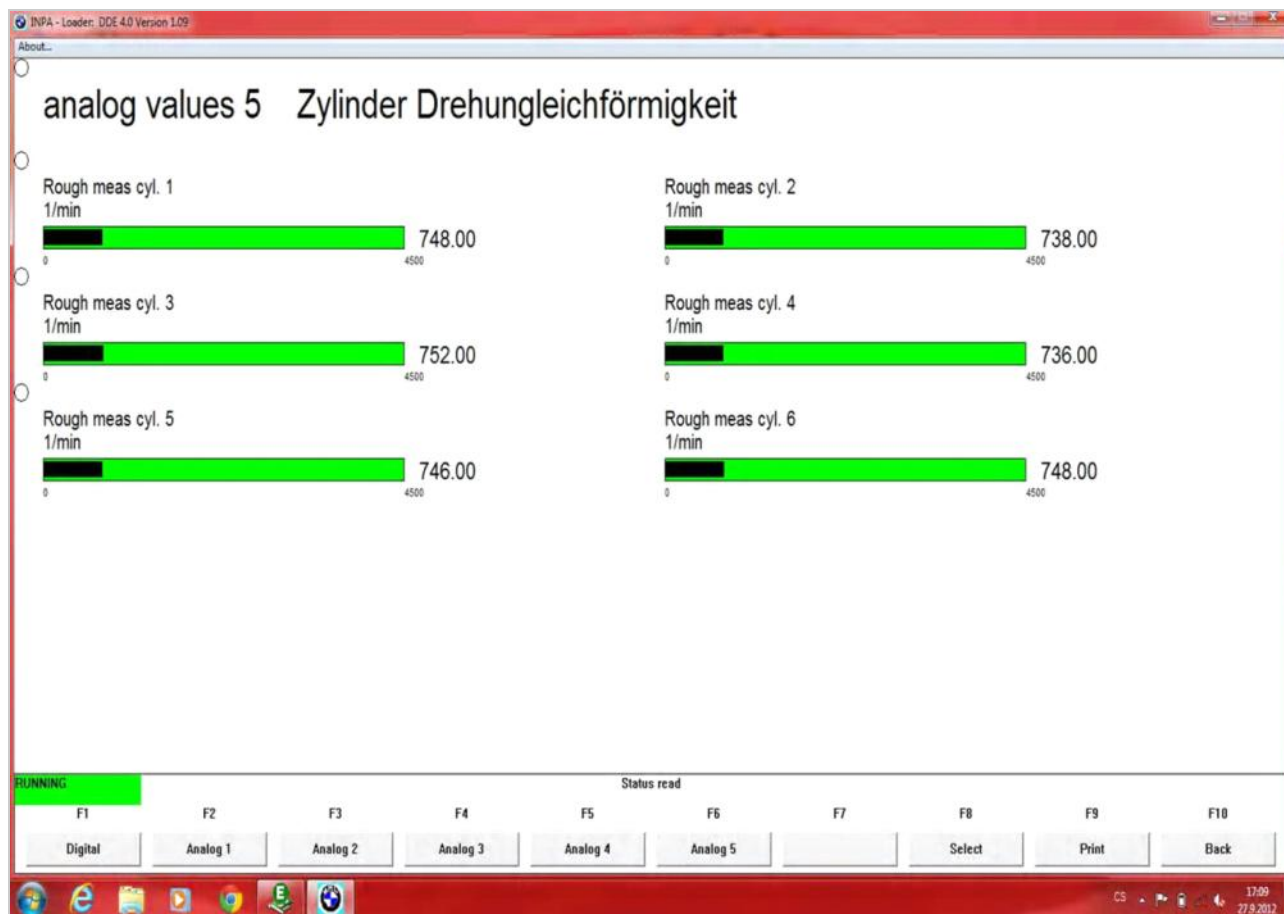 INPA - Loader: DDE 4.0 Version 1.09
About...
analog values 5 Zylinder Drehungleichförmigkeit
Rough meas cyl. 1
1/min
748.00
0 4500
Rough meas cyl. 2
1/min
738.00
0 4500
Rough meas cyl. 3
1/min
752.00
0 4500
Rough meas cyl. 4
1/min
736.00
0 4500
Rough meas cyl. 5
1/min
746.00
0 4500
Rough meas cyl. 6
1/min
748.00
0 4500
RUNNING Status read
F1 F2 F3 F4 F5 F6 F7 F8 F9 F10
Digital Analog 1 Analog 2 Analog 3 Analog 4 Analog 5 Select Print Back
CS 17:09
27.9.2012